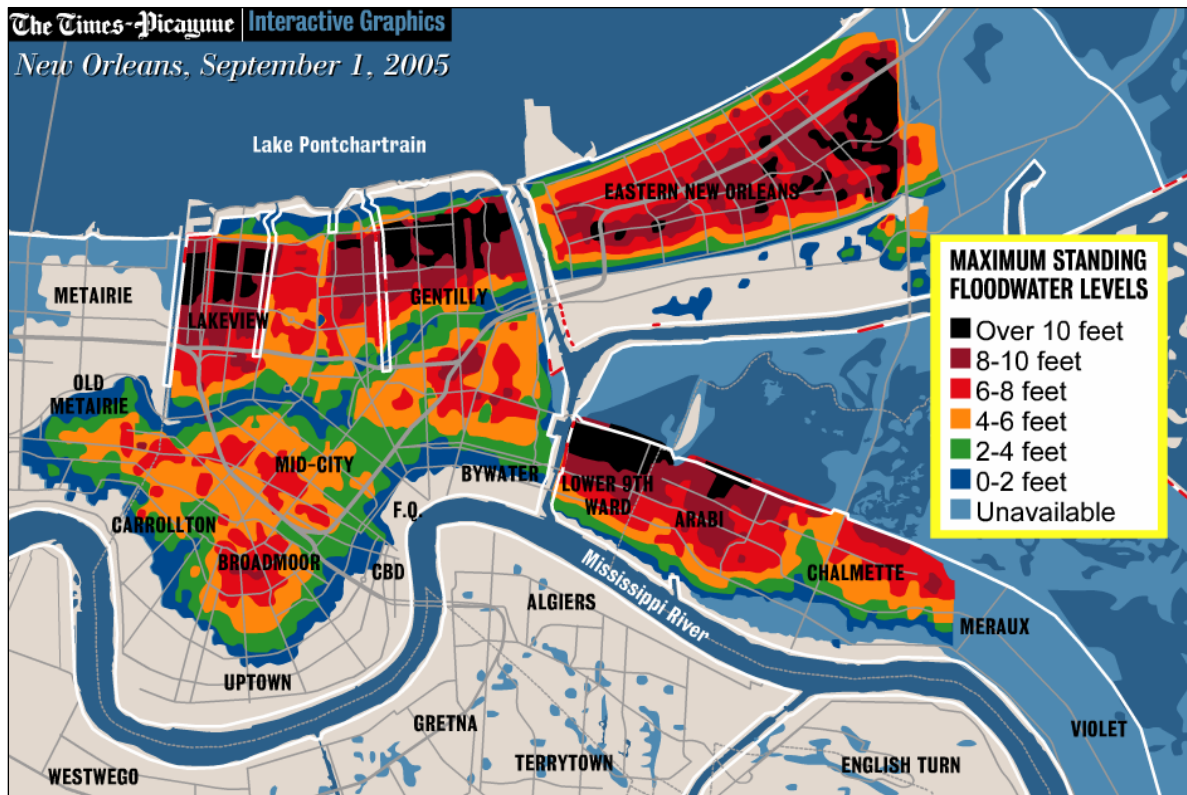 The Times-Picayune Interactive Graphics
New Orleans, September 1, 2005
Lake Pontchartrain
EASTERN NEW ORLEANS
METAIRIE
GENTILLY
LAKEVIEW
OLD
METAIRIE
MID-CITY
BYWATER
LOWER 9TH
WARD
F.Q.
CARROLLTON
ARABI
BROADMOOR
CBD
CHALMETTE
Mississippi River
ALGIERS
MERAUX
UPTOWN
GRETNA
VIOLET
TERRYTOWN
ENGLISH TURN
WESTWEGO
MAXIMUM STANDING
FLOODWATER LEVELS
Over 10 feet
8-10 feet
6-8 feet
4-6 feet
2-4 feet
0-2 feet
Unavailable